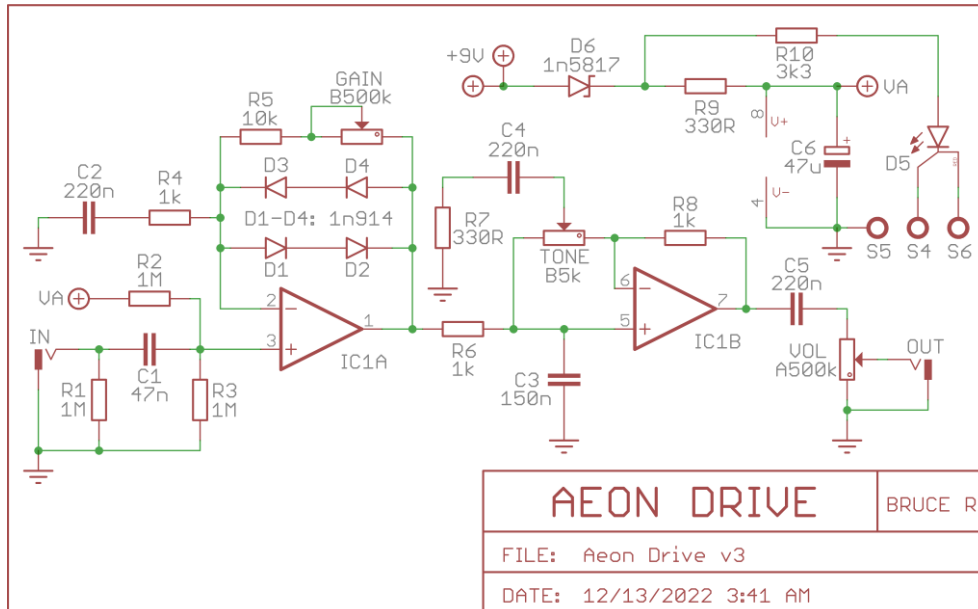 +9V
D6
1n5817
R10
3k3
R9
330R
VA
8
V+
C6
+
47u
4
V-
D5
RED
S5
S4
S6
GAIN
B500k
R5
10k
C2
220n
R4
1k
D3
D4
D1-D4: 1n914
D1
D2
C4
220n
R7
330R
TONE
B5k
R8
1k
R2
1M
VA
IN
R1
1M
C1
47n
R3
1M
2
-
3
+
1
IC1A
R6
1k
C3
150n
6
-
5
+
7
IC1B
C5
220n
VOL
A500k
OUT
AEON DRIVE
BRUCE R
FILE: Aeon Drive v3
DATE: 12/13/2022 3:41 AM